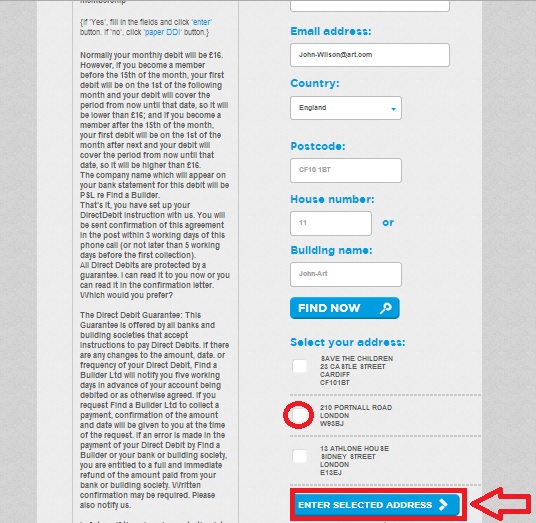 membership
{if 'Yes', fill in the fields and click 'enter'
button. if 'no', click 'paper DDI' button.}
Normally your monthly debit will be £16.
However, if you become a member
before the 15th of the month, your first
debit will be on the 1st of the following
month and your debit will cover the
period from now until that date, so it will
be lower than £16; and if you become a
member after the 15th of the month,
your first debit will be on the 1st of the
month after next and your debit will
cover the period from now until that
date, so it will be higher than £16.
The company name which will appear on
your bank statement for this debit will be
PSL re Find a Builder.
That's it, you have set up your
DirectDebit instruction with us. You will
be sent confirmation of this agreement
in the post within 3 working days of this
phone call (or not later than 5 working
days before the first collection).
All Direct Debits are protected by a
guarantee. I can read it to you now or you
can read it in the confirmation letter.
Which would you prefer?
The Direct Debit Guarantee: This
Guarantee is offered by all banks and
building societies that accept
instructions to pay Direct Debits. If there
are any changes to the amount, date. or
frequency of your Direct Debit, Find a
Builder Ltd will notify you five working
days in advance of your account being
debited or as otherwise agreed. If you
request Find a Builder Ltd to collect a
payment, confirmation of the amount
and date will be given to you at the time
of the request. If an error is made in the
payment of your Direct Debit by Find a
Builder or your bank or building society,
you are entitled to a full and immediate
refund of the amount paid from your
bank or building society. Written
confirmation may be required. Please
also notify us.
Email address:
John-Wilson@art.com
Country:
England
Postcode:
CF10 1BT
House number:
11 or
Building name:
John-Art
FIND NOW
Select your address:
SAVE THE CHILDREN
23 CASTLE STREET
CARDIFF
CF101BT
210 PORTNALL ROAD
LONDON
W93BJ
13 ATHLONE HOUSE
SIDNEY STREET
LONDON
E13EJ
ENTER SELECTED ADDRESS